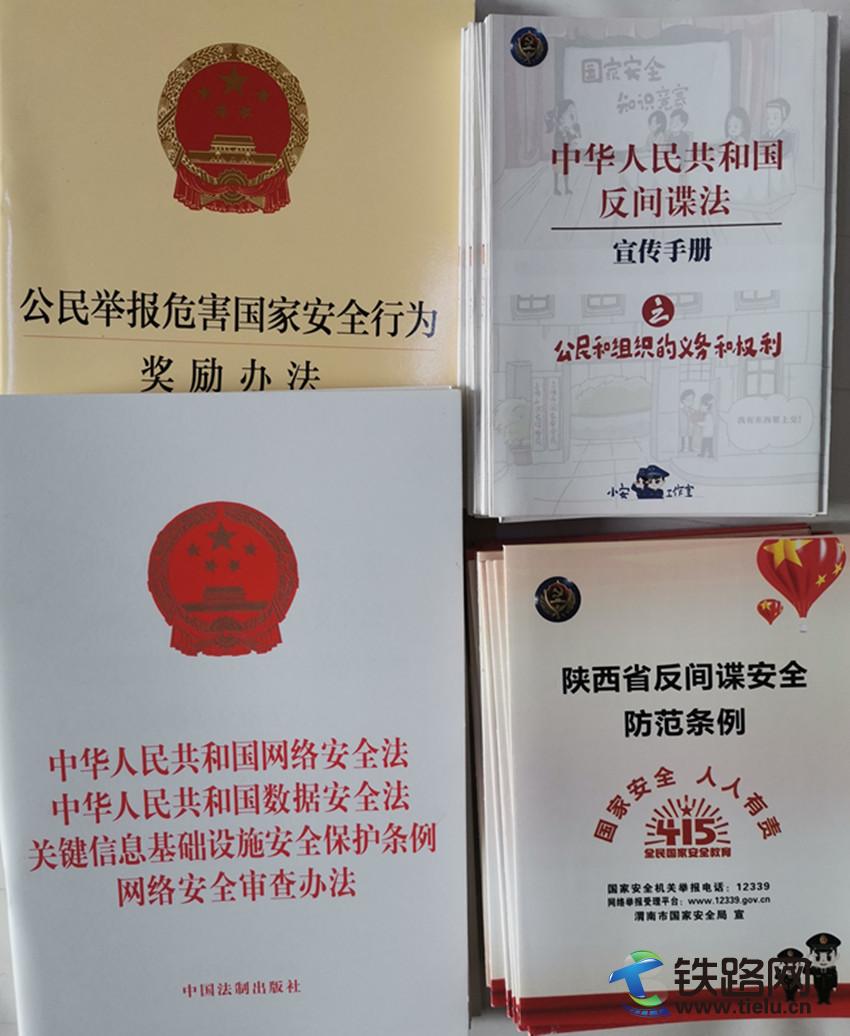 公民举报危害国家安全行为
奖励办法
国家安全
知识竞赛
中华人民共和国
反间谍法
宣传手册
之
公民和组织的义务和权利
我有东西要上交!
小安工作室
中华人民共和国网络安全法
中华人民共和国数据安全法
关键信息基础设施安全保护条例
网络安全审查办法
中国法制出版社
陕西省反间谍安全
防范条例
国家安全 人人有责
415
全民国家安全教育
国家安全机关举报电话:12339
网络举报受理平台:www.12339.gov.cn
渭南市国家安全局 宣
铁路网
www.tielu.cn